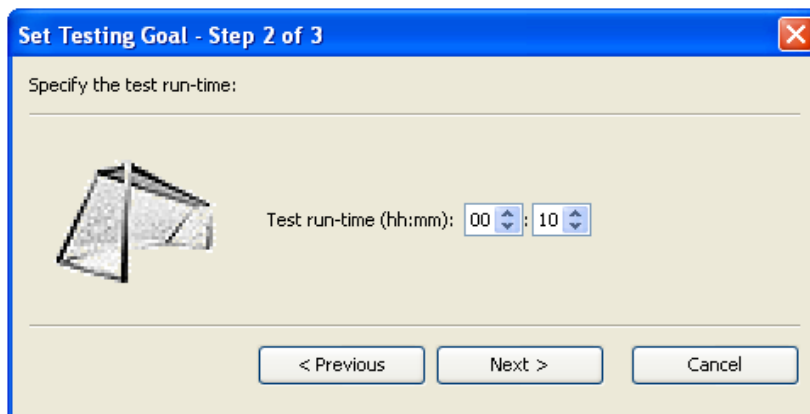 Set Testing Goal - Step 2 of 3
Specify the test run-time:
Test run-time (hh:mm): 00 : 10
< Previous Next > Cancel